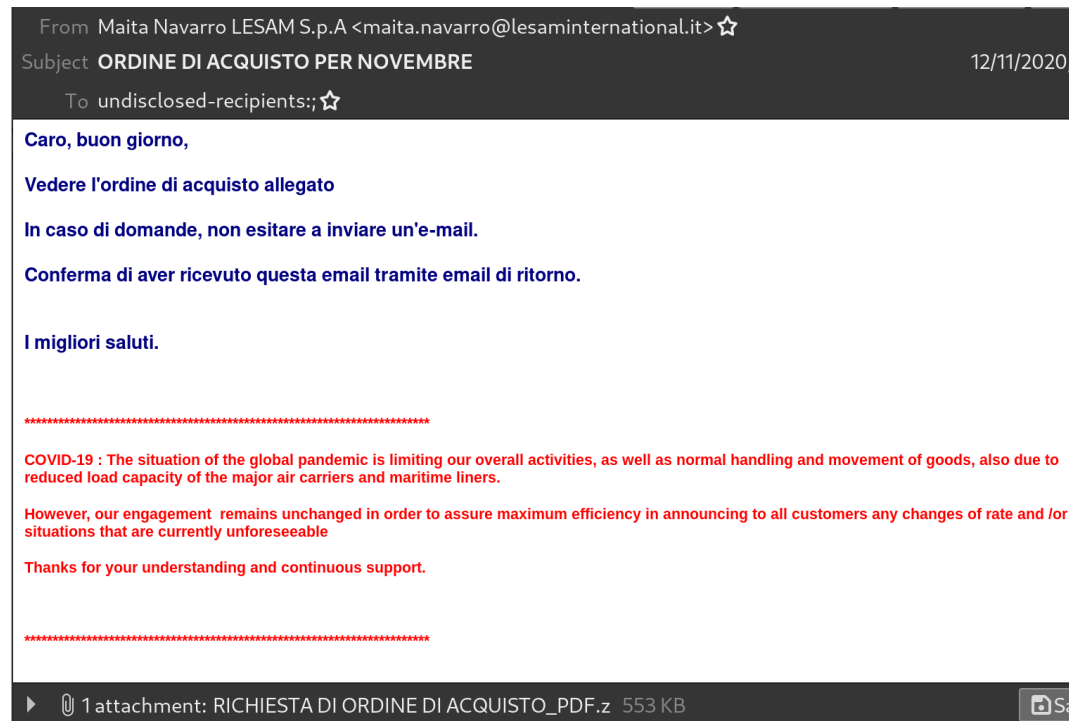 From Maita Navarro LESAM S.p.A <maita.navarro@lesaminternational.it>
Subject ORDINE DI ACQUISTO PER NOVEMBRE 12/11/2020,
To undisclosed-recipients:;
Caro, buon giorno,
Vedere l'ordine di acquisto allegato
In caso di domande, non esitare a inviare un'e-mail.
Conferma di aver ricevuto questa email tramite email di ritorno.
I migliori saluti.
************************************************************************
COVID-19 : The situation of the global pandemic is limiting our overall activities, as well as normal handling and movement of goods, also due to
reduced load capacity of the major air carriers and maritime liners.
However, our engagement  remains unchanged in order to assure maximum efficiency in announcing to all customers any changes of rate and /or
situations that are currently unforeseeable
Thanks for your understanding and continuous support.
************************************************************************
1 attachment: RICHIESTA DI ORDINE DI ACQUISTO_PDF.z 553 KB Sa